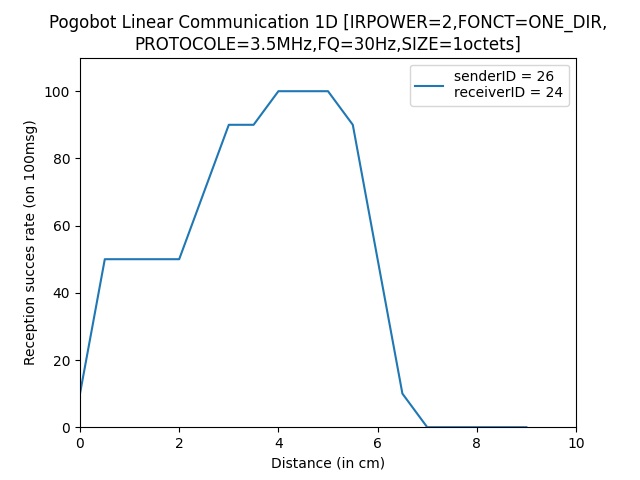 Pogobot Linear Communication 1D [IRPOWER=2,FONCT=ONE_DIR,
PROTOCOLE=3.5MHz,FQ=30Hz,SIZE=1octets]
senderID = 26
receiverID = 24
Reception succes rate (on 100msg)
100
80
60
40
20
0
0 2 4 6 8 10
Distance (in cm)